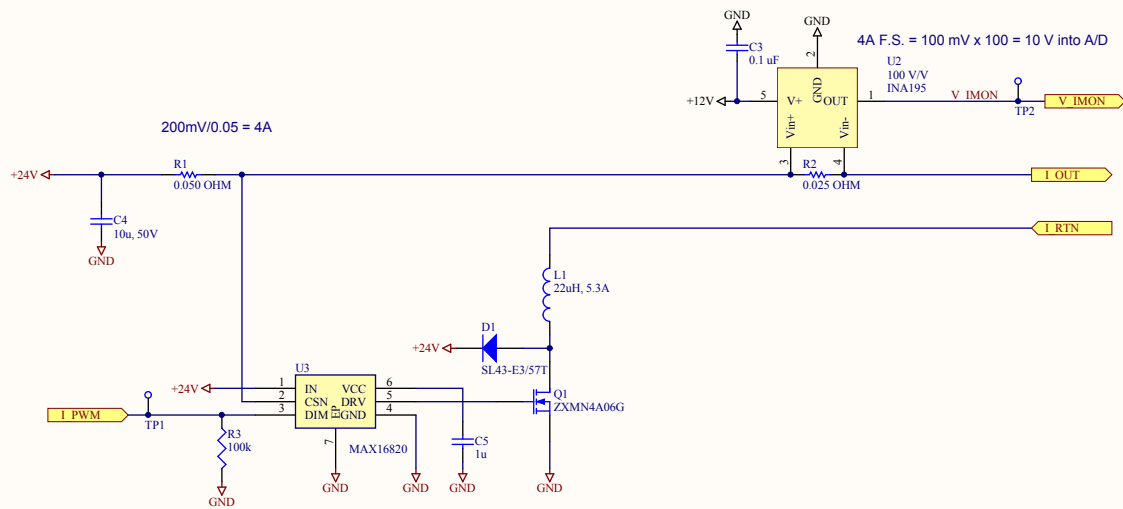 GND
GND
4A F.S. = 100 mV x 100 = 10 V into A/D
C3
0.1 uF
2
U2
100 V/V
INA195
GND
+12V
5
V+
OUT
1
V_IMON
V_IMON
TP2
Vin+
Vin-
200mV/0.05 = 4A
3
4
+24V
R1
0.050 OHM
R2
0.025 OHM
I_OUT
C4
10u, 50V
GND
I_RTN
L1
22uH, 5.3A
D1
+24V
SL43-E3/57T
U3
+24V
1
IN
VCC
6
2
CSN
DRV
5
3
DIM
GND
4
EP
Q1
ZXMN4A06G
I_PWM
TP1
R3
100k
7
MAX16820
C5
1u
GND
GND
GND
GND
GND